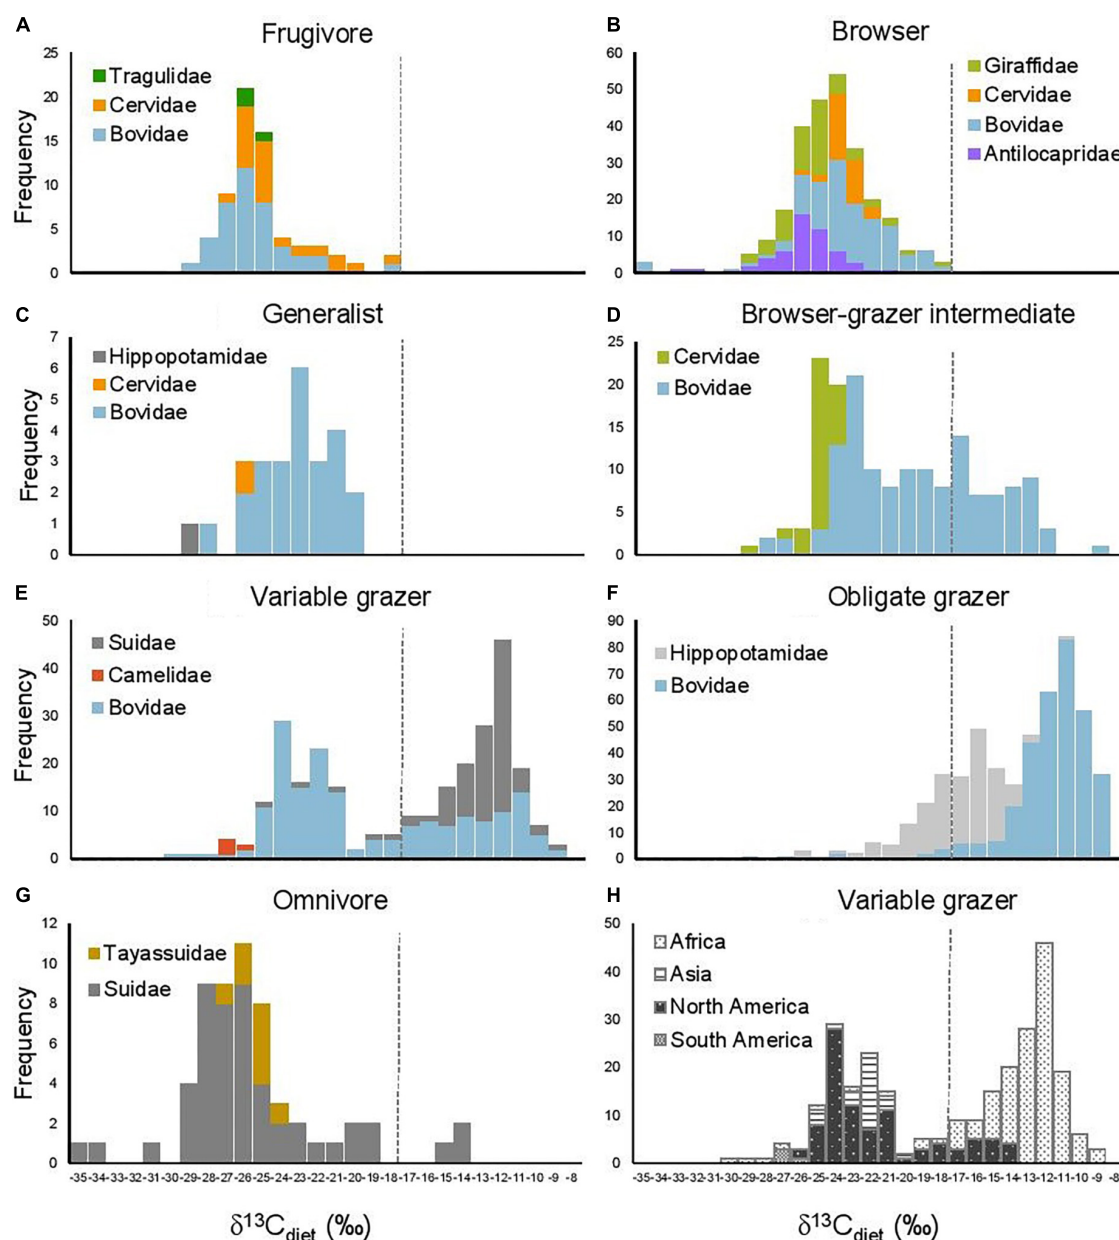 A
Frugivore
25
20
15
10
5
0
Frequency
Tragulidae
Cervidae
Bovidae
B
Browser
60
50
40
30
20
10
0
Giraffidae
Cervidae
Bovidae
Antilocapridae
C
Generalist
7
6
5
4
3
2
1
0
Frequency
Hippopotamidae
Cervidae
Bovidae
D
Browser-grazer intermediate
25
20
15
10
5
0
Cervidae
Bovidae
E
Variable grazer
50
40
30
20
10
0
Frequency
Suidae
Camelidae
Bovidae
F
Obligate grazer
90
80
70
60
50
40
30
20
10
0
Hippopotamidae
Bovidae
G
Omnivore
12
10
8
6
4
2
0
Frequency
Tayassuidae
Suidae
-35-34-33-32-31-30-29-28-27-26-25-24-23-22-21-20-19-18-17-16-15-14-13-12-11-10 -9 -8
δ13Cdiet (‰)
H
Variable grazer
50
40
30
20
10
0
Africa
Asia
North America
South America
-35-34-33-32-31-30-29-28-27-26-25-24-23-22-21-20-19-18-17-16-15-14-13-12-11-10 -9 -8
δ13Cdiet (‰)